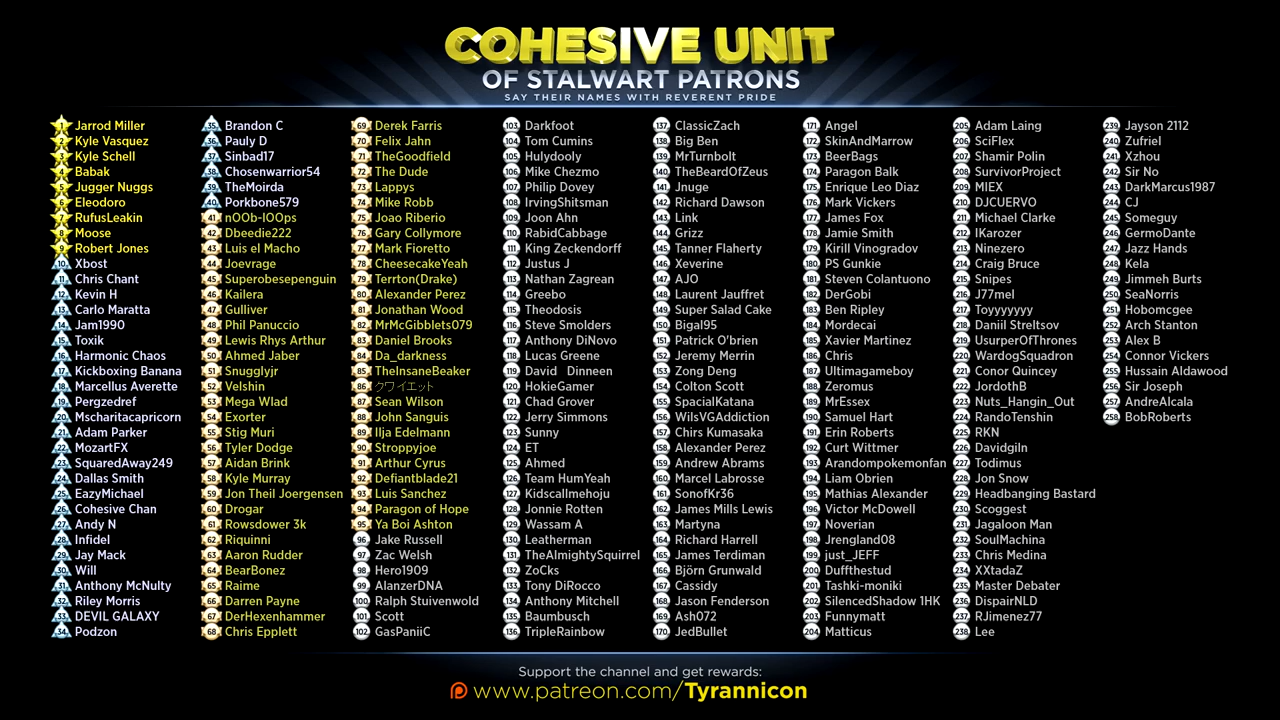 COHESIVE UNIT
OF STALWART PATRONS
SAY THEIR NAMES WITH REVERENT PRIDE
1 Jarrod Miller
2 Kyle Vasquez
3 Kyle Schell
4 Babak
5 Jugger Nuggs
6 Eleodoro
7 RufusLeakin
8 Moose
9 Robert Jones
10 Xbost
11 Chris Chant
12 Kevin H
13 Carlo Maratta
14 Jam1990
15 Toxik
16 Harmonic Chaos
17 Kickboxing Banana
18 Marcellus Averette
19 Pergzedref
20 Mscharitacapricorn
21 Adam Parker
22 MozartFX
23 SquaredAway249
24 Dallas Smith
25 EazyMichael
26 Cohesive Chan
27 Andy N
28 Infidel
29 Jay Mack
30 Will
31 Anthony McNulty
32 Riley Morris
33 DEVIL GALAXY
34 Podzon
35 Brandon C
36 Pauly D
37 Sinbad17
38 Chosenwarrior54
39 TheMoirda
40 Porkbone579
41 nOOb-lOOps
42 Dbeedie222
43 Luis el Macho
44 Joevrage
45 Superobesepenguin
46 Kailera
47 Gulliver
48 Phil Panuccio
49 Lewis Rhys Arthur
50 Ahmed Jaber
51 Snugglyjr
52 Velshin
53 Mega Wlad
54 Exorter
55 Stig Muri
56 Tyler Dodge
57 Aidan Brink
58 Kyle Murray
59 Jon Theil Joergensen
60 Drogar
61 Rowsdower 3k
62 Riquinni
63 Aaron Rudder
64 BearBonez
65 Raime
66 Darren Payne
67 DerHexenhammer
68 Chris Epplett
69 Derek Farris
70 Felix Jahn
71 TheGoodfield
72 The Dude
73 Lappys
74 Mike Robb
75 Joao Riberio
76 Gary Collymore
77 Mark Fioretto
78 CheesecakeYeah
79 Terrton(Drake)
80 Alexander Perez
81 Jonathan Wood
82 MrMcGibblets079
83 Daniel Brooks
84 Da_darkness
85 TheInsaneBeaker
86 クワイエット
87 Sean Wilson
88 John Sanguis
89 Ilja Edelmann
90 Stroppyjoe
91 Arthur Cyrus
92 Defiantblade21
93 Luis Sanchez
94 Paragon of Hope
95 Ya Boi Ashton
96 Jake Russell
97 Zac Welsh
98 Hero1909
99 AlanzerDNA
100 Ralph Stuivenwold
101 Scott
102 GasPaniiC
103 Darkfoot
104 Tom Cumins
105 Hulydooly
106 Mike Chezmo
107 Philip Dovey
108 IrvingShitsman
109 Joon Ahn
110 RabidCabbage
111 King Zeckendorff
112 Justus J
113 Nathan Zagrean
114 Greebo
115 Theodosis
116 Steve Smolders
117 Anthony DiNovo
118 Lucas Greene
119 David Dinneen
120 HokieGamer
121 Chad Grover
122 Jerry Simmons
123 Sunny
124 ET
125 Ahmed
126 Team HumYeah
127 Kidscallmehoju
128 Jonnie Rotten
129 Wassam A
130 Leatherman
131 TheAlmightySquirrel
132 ZoCks
133 Tony DiRocco
134 Anthony Mitchell
135 Baumbusch
136 TripleRainbow
137 ClassicZach
138 Big Ben
139 MrTurnbolt
140 TheBeardOfZeus
141 Jnuge
142 Richard Dawson
143 Link
144 Grizz
145 Tanner Flaherty
146 Xeverine
147 AJO
148 Laurent Jauffret
149 Super Salad Cake
150 Bigal95
151 Patrick O'brien
152 Jeremy Merrin
153 Zong Deng
154 Colton Scott
155 SpacialKatana
156 WilsVGAddiction
157 Chirs Kumasaka
158 Alexander Perez
159 Andrew Abrams
160 Marcel Labrosse
161 SonofKr36
162 James Mills Lewis
163 Martyna
164 Richard Harrell
165 James Terdiman
166 Björn Grunwald
167 Cassidy
168 Jason Fenderson
169 Ash072
170 JedBullet
171 Angel
172 SkinAndMarrow
173 BeerBags
174 Paragon Balk
175 Enrique Leo Diaz
176 Mark Vickers
177 James Fox
178 Jamie Smith
179 Kirill Vinogradov
180 PS Gunkie
181 Steven Colantuono
182 DerGobi
183 Ben Ripley
184 Mordecai
185 Xavier Martinez
186 Chris
187 Ultimagameboy
188 Zeromus
189 MrEssex
190 Samuel Hart
191 Erin Roberts
192 Curt Wittmer
193 Arandompokemonfan
194 Liam Obrien
195 Mathias Alexander
196 Victor McDowell
197 Noverian
198 Jrengland08
199 just_JEFF
200 Duffthestud
201 Tashki-moniki
202 SilencedShadow 1HK
203 Funnymatt
204 Matticus
205 Adam Laing
206 SciFlex
207 Shamir Polin
208 SurvivorProject
209 MIEX
210 DJCUERVO
211 Michael Clarke
212 IKarozer
213 Ninezero
214 Craig Bruce
215 Snipes
216 J77mel
217 Toyyyyyyy
218 Daniil Streltsov
219 UsurperOfThrones
220 WardogSquadron
221 Conor Quincey
222 JordothB
223 Nuts_Hangin_Out
224 RandoTenshin
225 RKN
226 Davidgiln
227 Todimus
228 Jon Snow
229 Headbanging Bastard
230 Scoggest
231 Jagaloon Man
232 SoulMachina
233 Chris Medina
234 XXtadaZ
235 Master Debater
236 DispairNLD
237 RJimenez77
238 Lee
239 Jayson 2112
240 Zufriel
241 Xzhou
242 Sir No
243 DarkMarcus1987
244 CJ
245 Someguy
246 GermoDante
247 Jazz Hands
248 Kela
249 Jimmeh Burts
250 SeaNorris
251 Hobomcgee
252 Arch Stanton
253 Alex B
254 Connor Vickers
255 Hussain Aldawood
256 Sir Joseph
257 AndreAlcala
258 BobRoberts
Support the channel and get rewards:
www.patreon.com/Tyrannicon